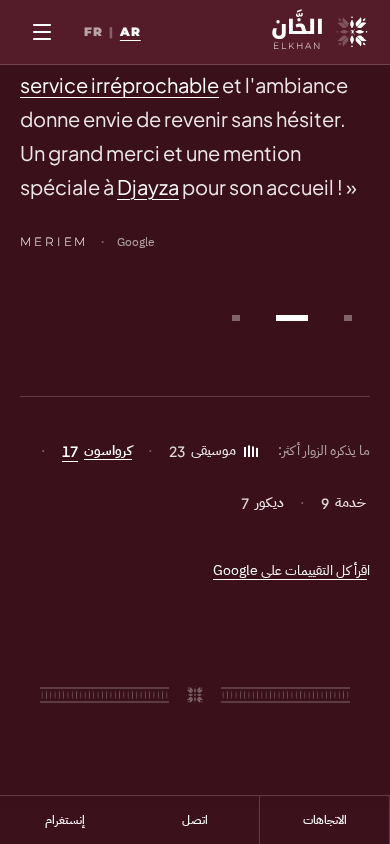 الخَّان
ELKHAN
FR | AR
service irréprochable et l'ambiance
donne envie de revenir sans hésiter.
Un grand merci et une mention
spéciale à Djayza pour son accueil ! »
MERIEM · Google
ما يذكره الزوار أكثر: موسيقى 23 · كرواسون 17 ·
خدمة 9 · ديكور 7
اقرأ كل التقييمات على Google
الاتجاهات اتصل إنستغرام